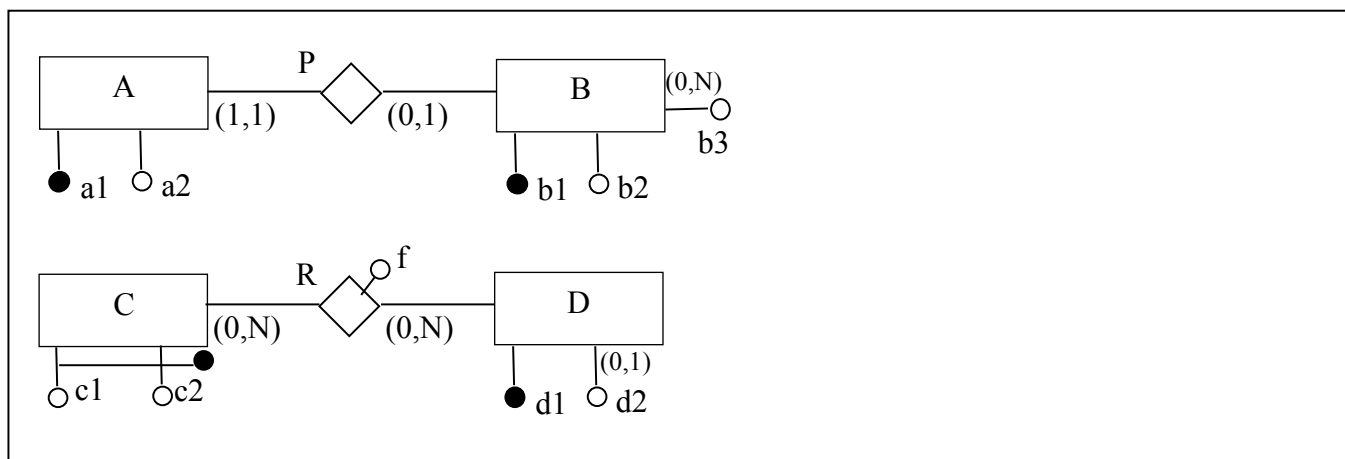 P
A
B
(0,N)
(1,1)
(0,1)
b3
a1
a2
b1
b2
f
R
C
D
(0,N)
(0,N)
(0,1)
c1
c2
d1
d2